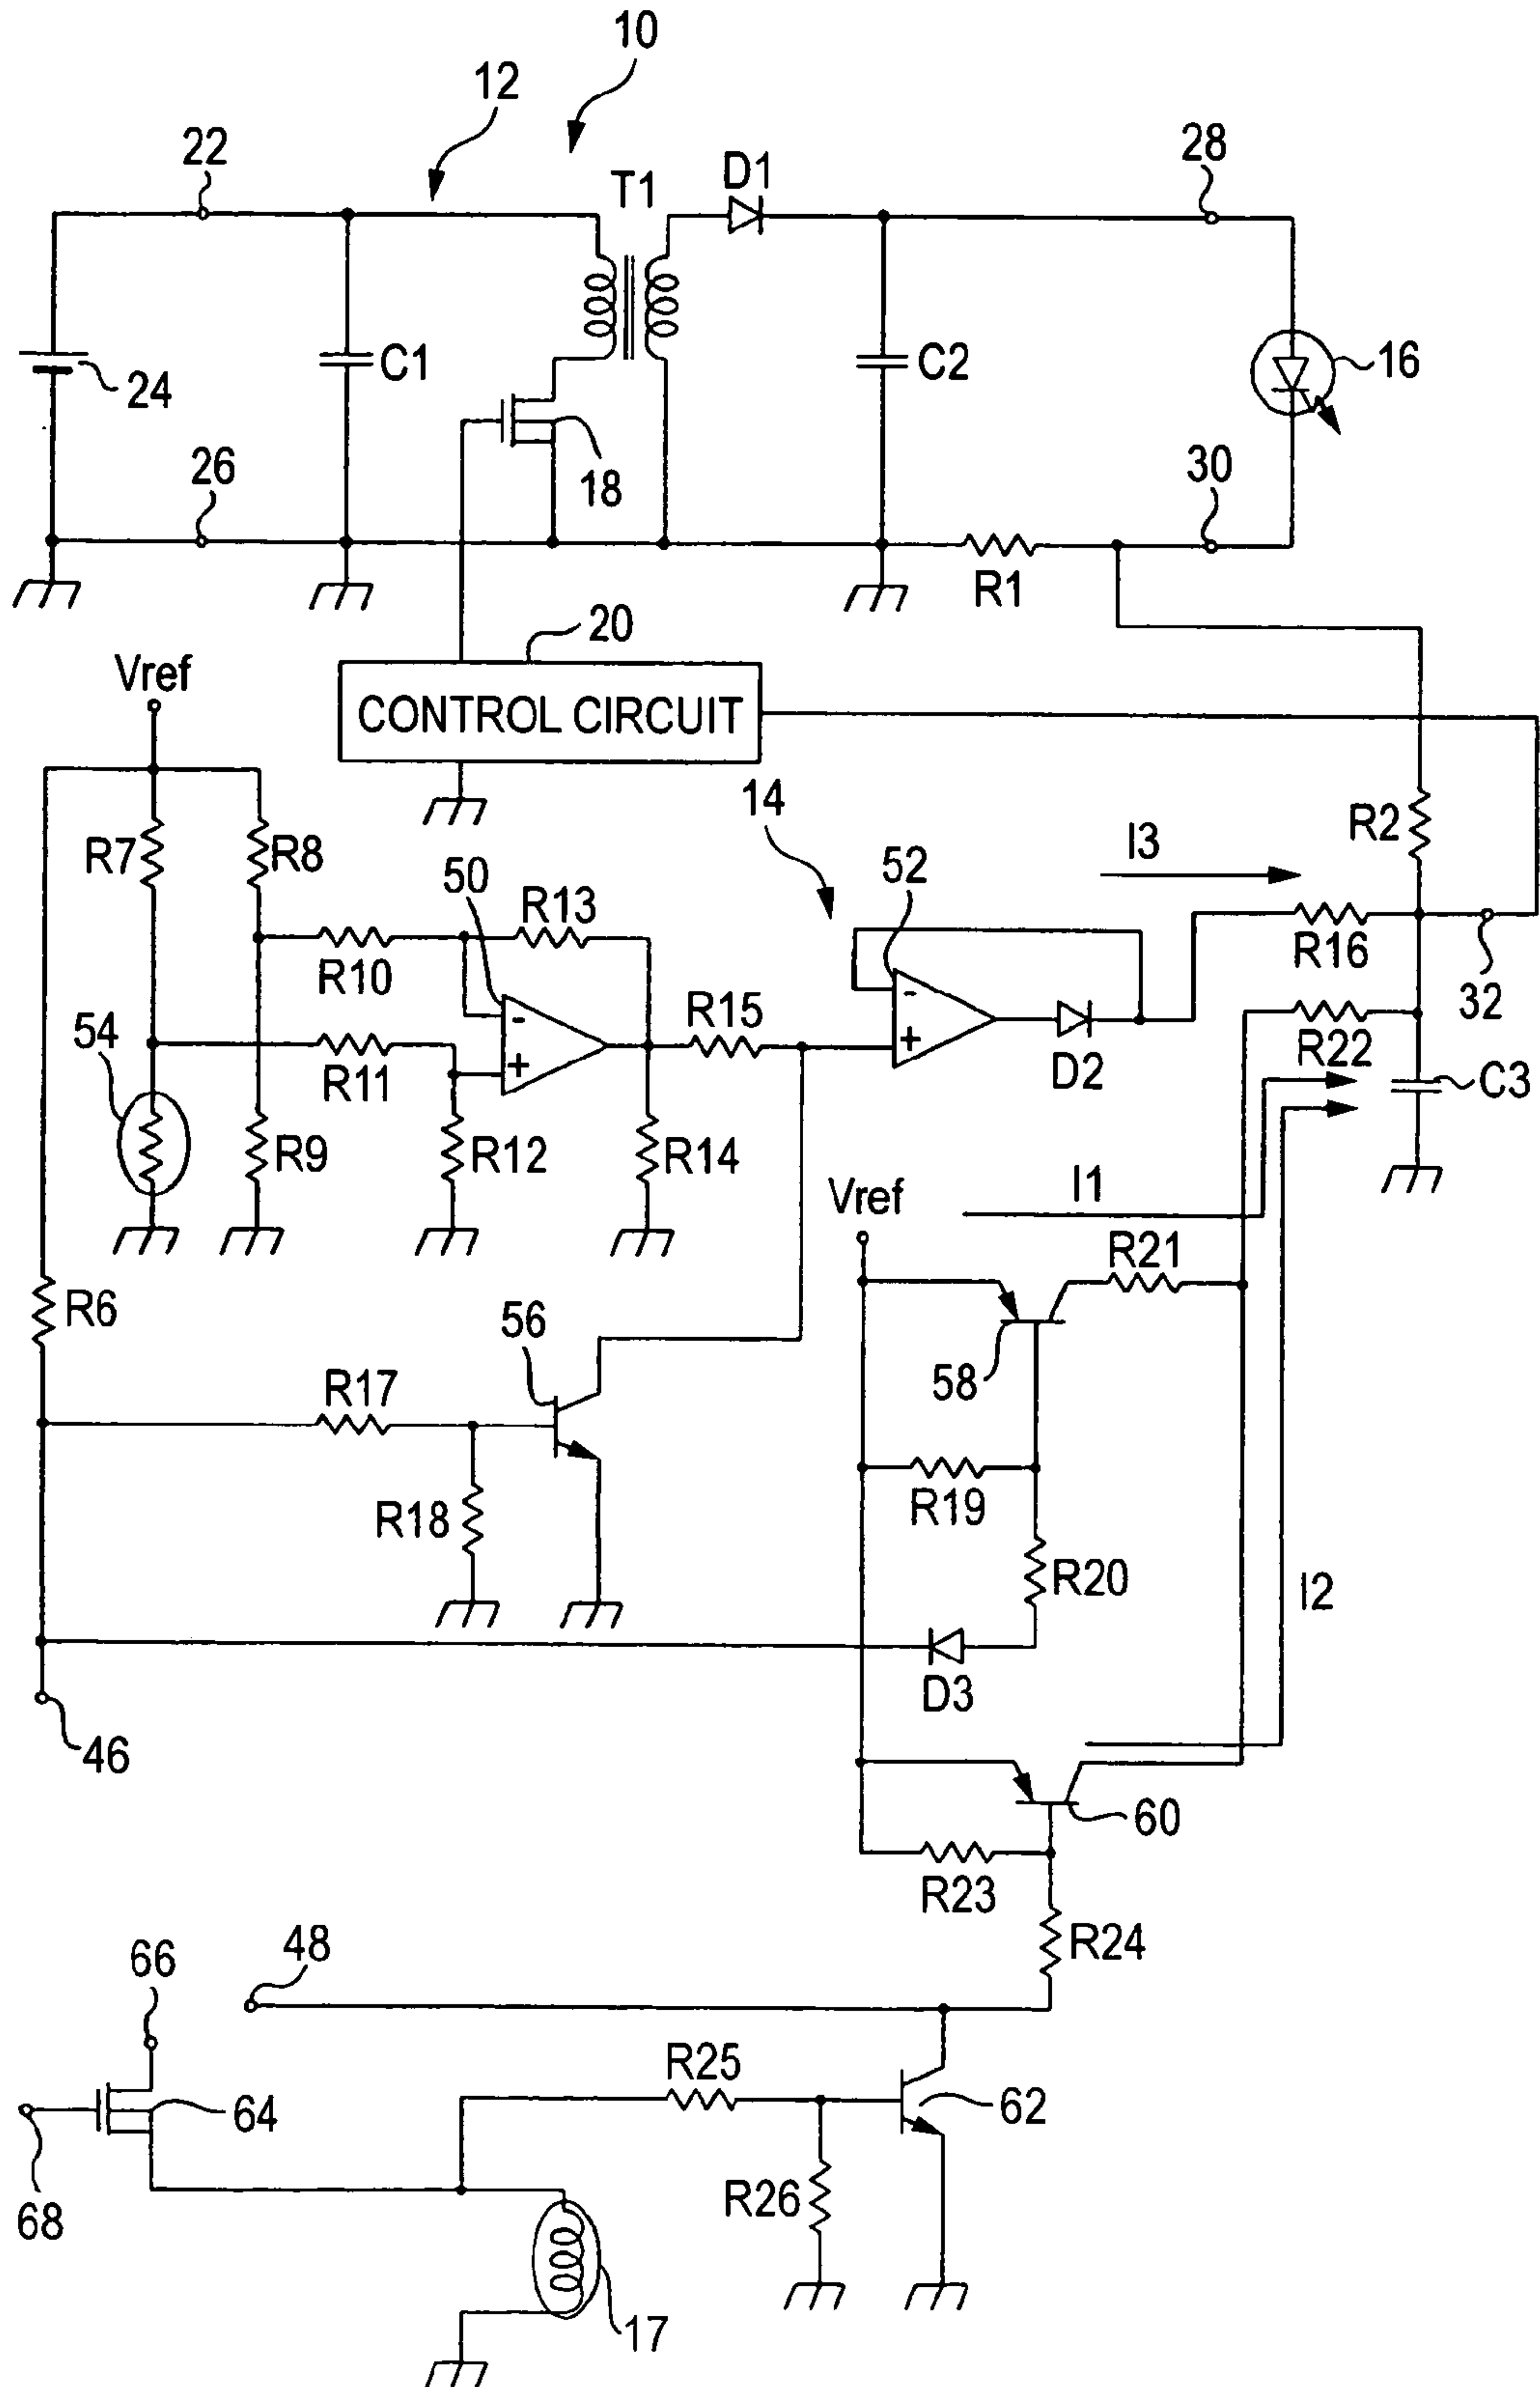 10
12
22
T1
D1
28
24
C1
C2
16
26
18
30
R1
20
Vref
CONTROL CIRCUIT
14
R7
R8
50
R13
52
I3
R2
R10
-
+
R15
-
+
D2
R16
32
54
R11
R22
C3
R9
R12
R14
Vref
I1
R21
R6
56
58
R17
R19
R18
R20
I2
D3
46
60
R23
R24
66
48
R25
64
62
68
R26
17